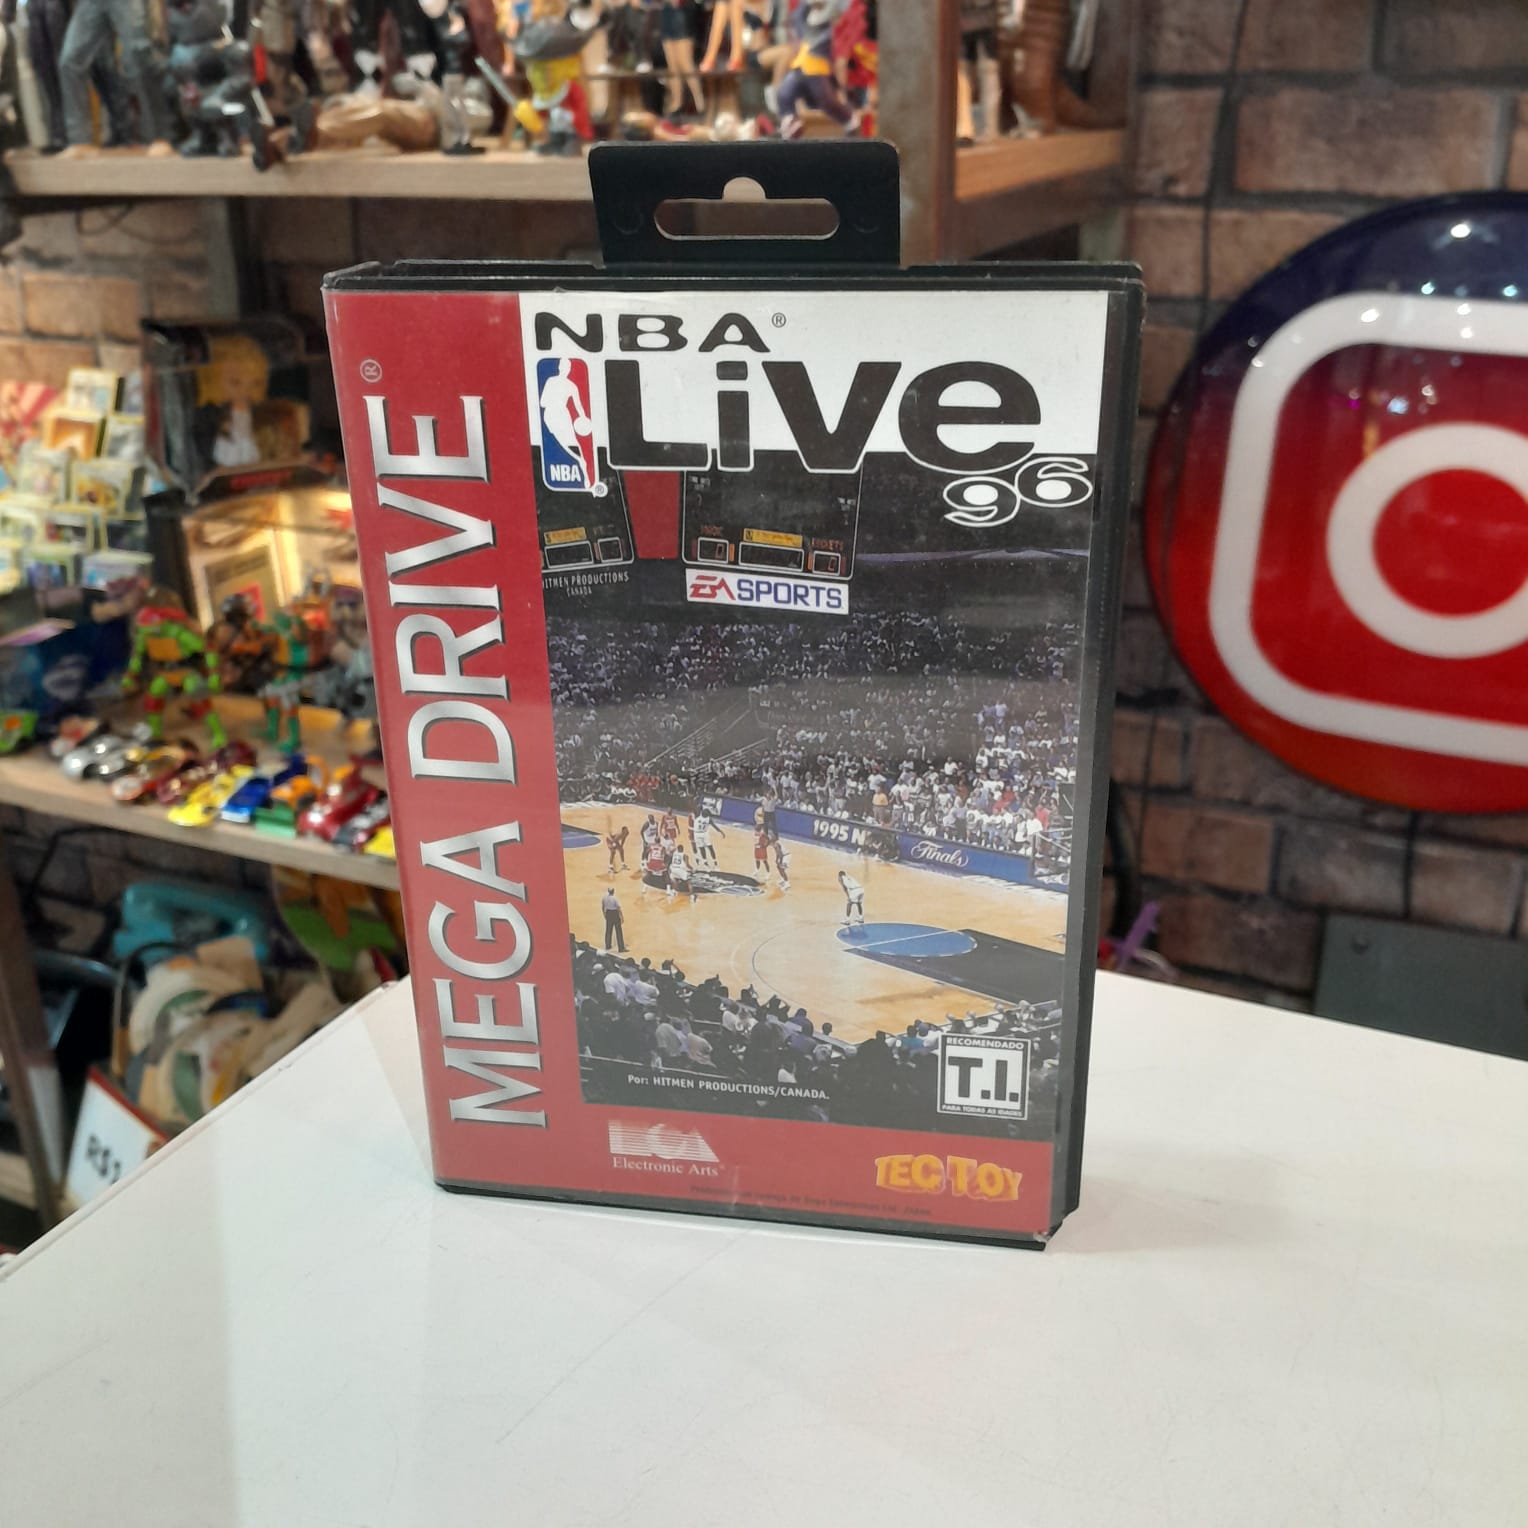 NBA®
LiVe
96
NBA
®
MEGA DRIVE®
HITMEN PRODUCTIONS
CANADA
EA SPORTS
1995 N
Finals
RECOMENDADO
T.I.
PARA TODAS AS IDADES
Por: HITMEN PRODUCTIONS/CANADA.
Electronic Arts
TEC TOY
R$